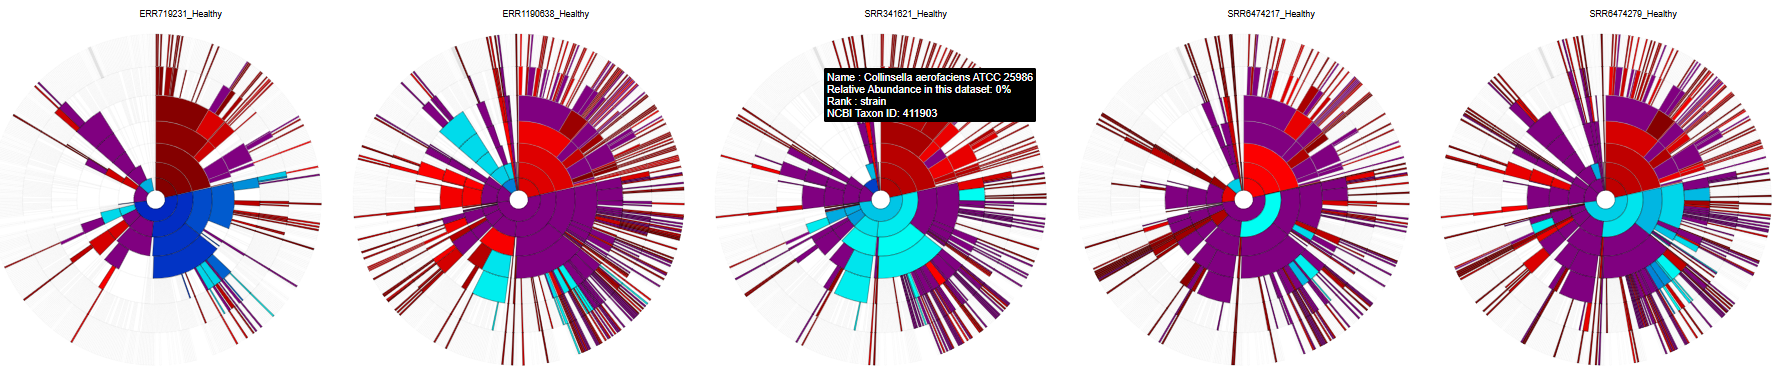 ERR719231_Healthy
ERR1190638_Healthy
SRR341621_Healthy
SRR6474217_Healthy
SRR6474279_Healthy
Name : Collinsella aerofaciens ATCC 25986
Relative Abundance in this dataset: 0%
Rank : strain
NCBI Taxon ID: 411903